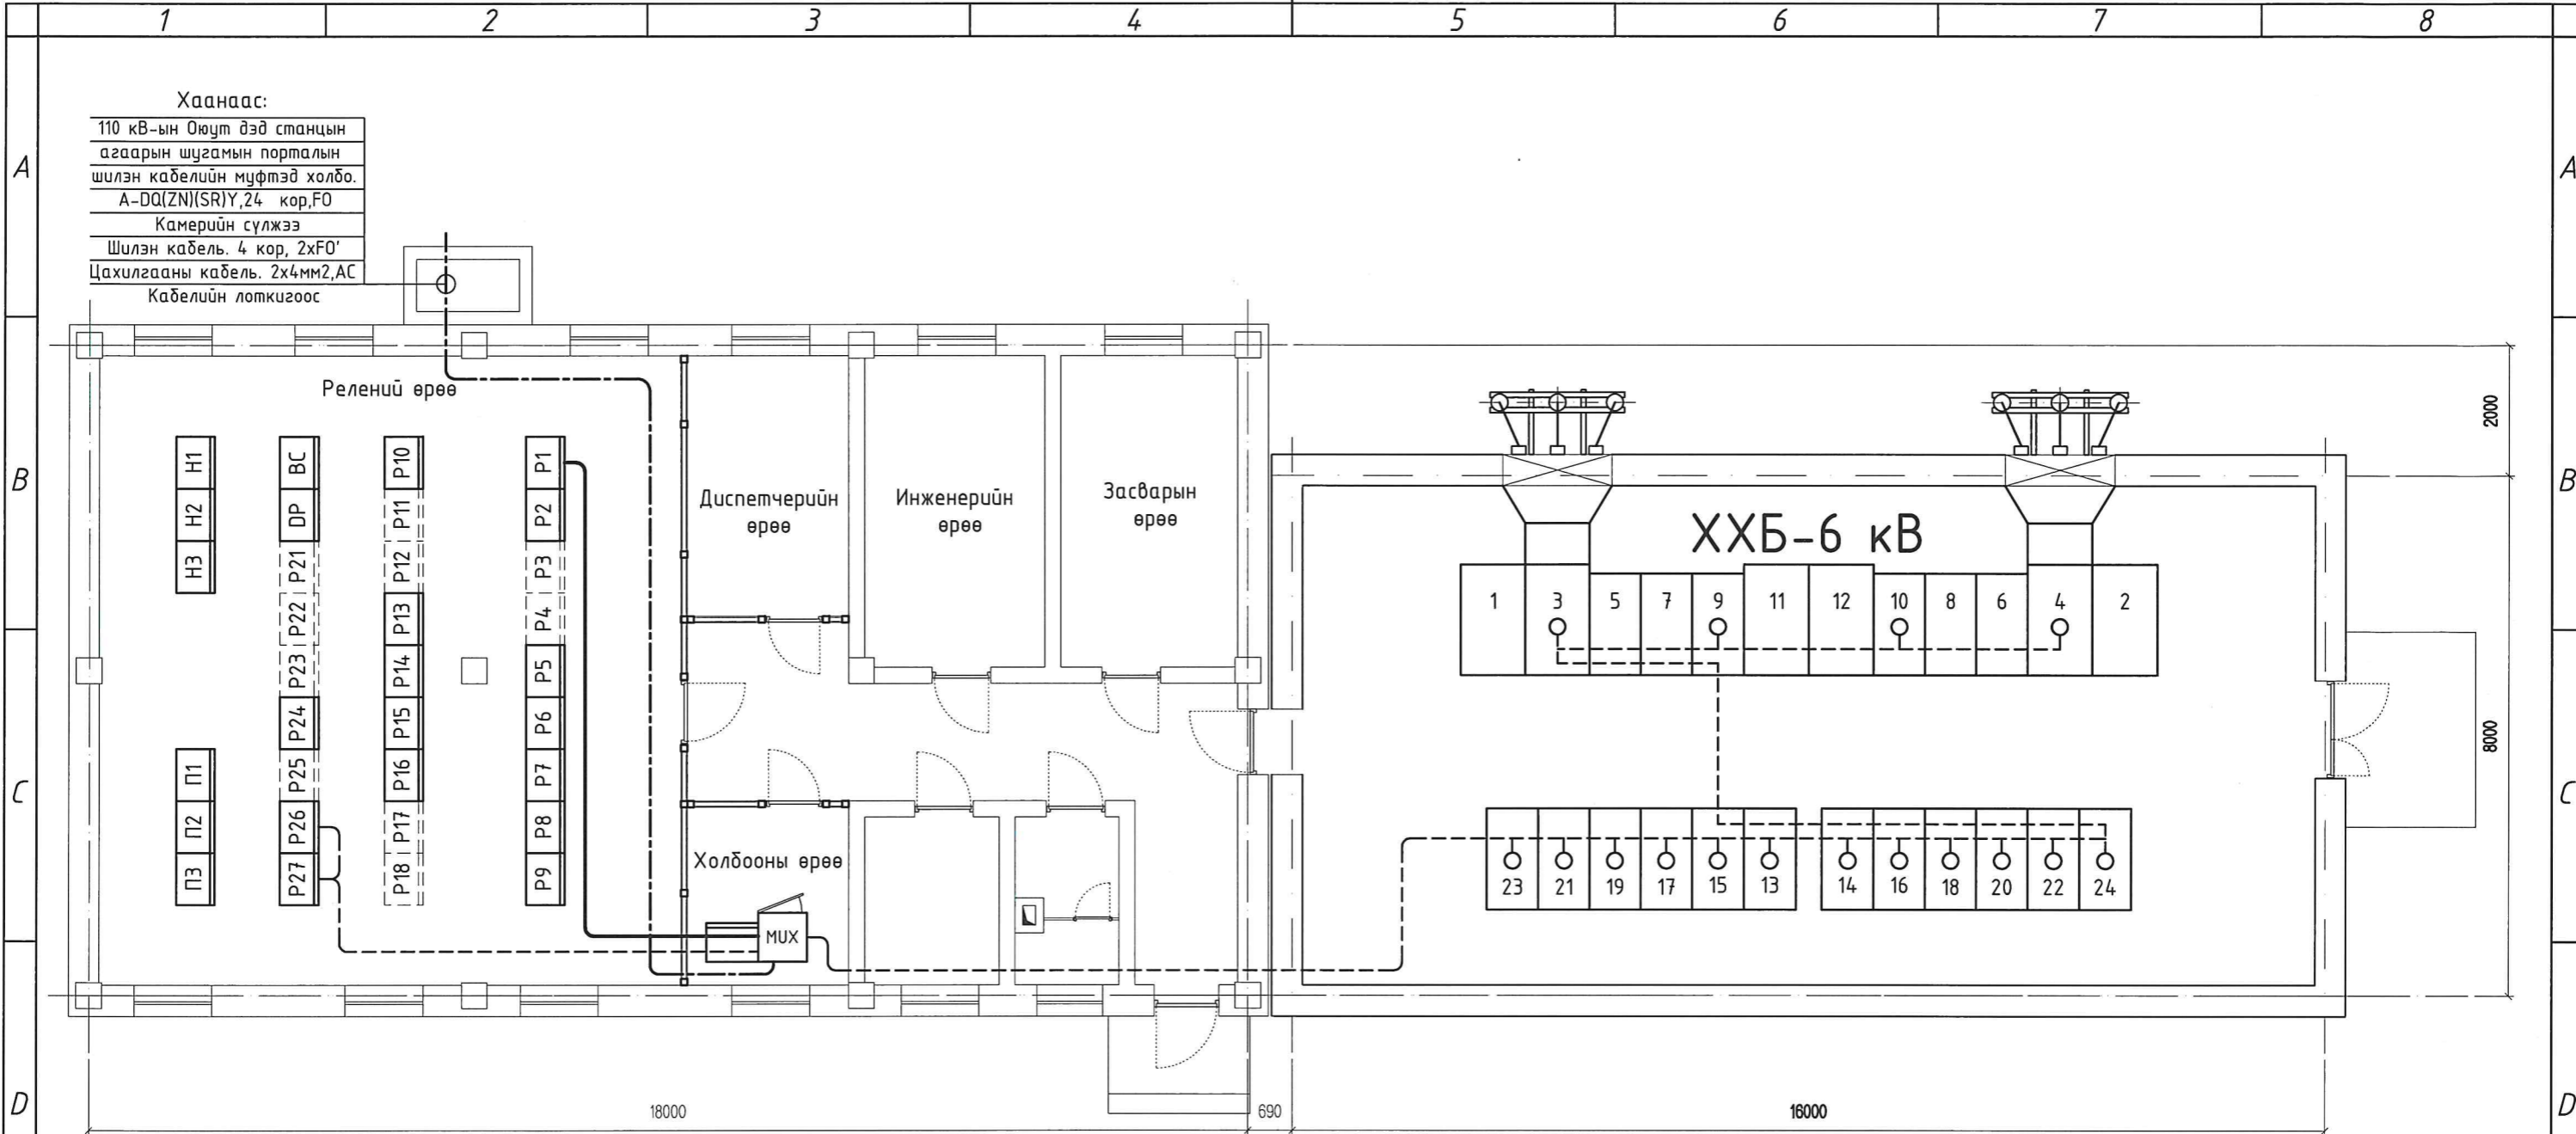 1 2 3 4 5 6 7 8
Хаанаас:
110 кВ-ын Оюут дэд станцын
агаарын шугамын порталын
шилэн кабелийн муфтэд холбо.
A-DQ(ZN)(SR)Y,24 кор,FO
Камерийн сүлжээ
Шилэн кабель. 4 кор, 2xFO'
Цахилгааны кабель. 2x4мм2,AC
Кабелийн лоткигоос
A
A
Релений өрөө
2000
B
B
H1
H2
H3
П1
П2
П3
BC
DP
P21
P22
P23
P24
P25
P26
P27
P10
P11
P12
P13
P14
P15
P16
P17
P18
P1
P2
P3
P4
P5
P6
P7
P8
P9
Диспетчерийн
өрөө
Инженерийн
өрөө
Засварын
өрөө
ХХБ-6 кВ
1 3 5 7 9 11 12 10 8 6 4 2
8000
C
C
Холбооны өрөө
MUX
23 21 19 17 15 13 14 16 18 20 22 24
D
D
18000
690
16000